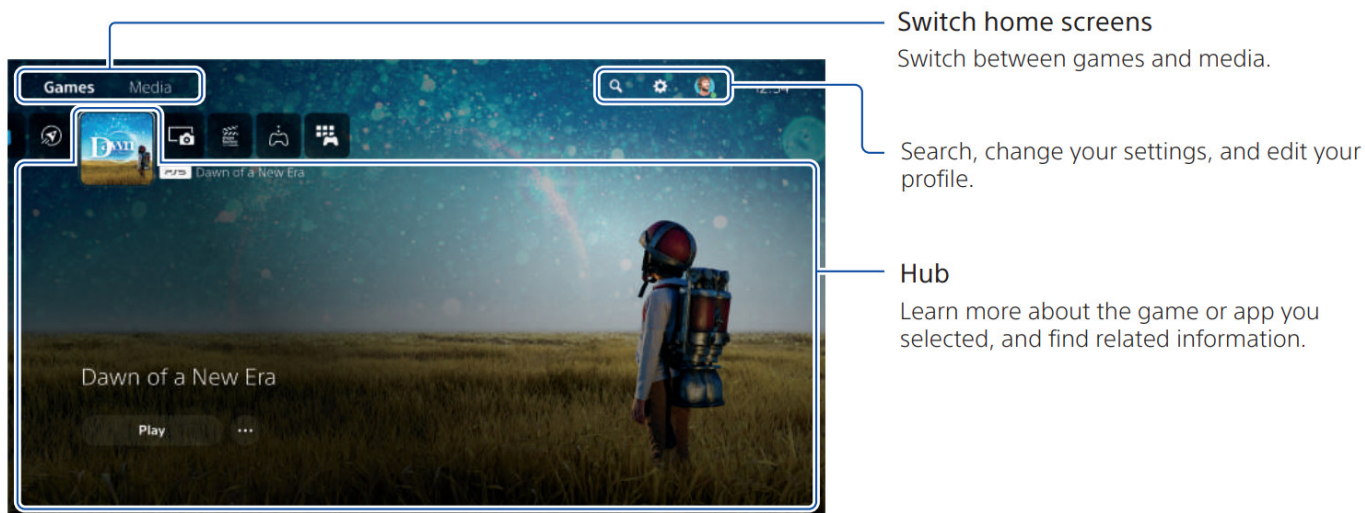 Switch home screens
Switch between games and media.
Games Media
12:34
Search, change your settings, and edit your
profile.
Dawn
PS5 Dawn of a New Era
Hub
Learn more about the game or app you
selected, and find related information.
Dawn of a New Era
Play